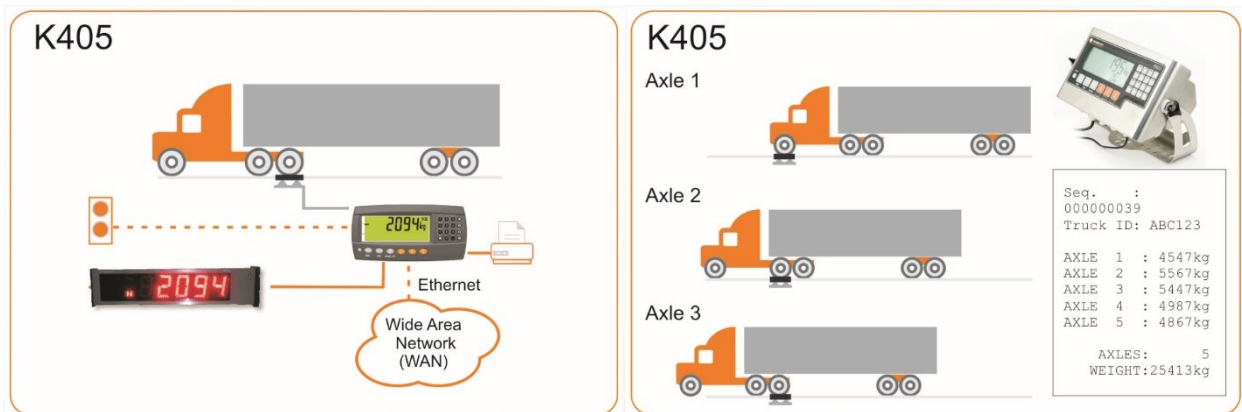 K405
2094kg
2094
Ethernet
Wide Area
Network
(WAN)
K405
Axle 1
Axle 2
Axle 3
Seq.    :
000000039
Truck ID: ABC123
AXLE  1  : 4547kg
AXLE  2  : 5567kg
AXLE  3  : 5447kg
AXLE  4  : 4987kg
AXLE  5  : 4867kg
AXLES:      5
WEIGHT:25413kg